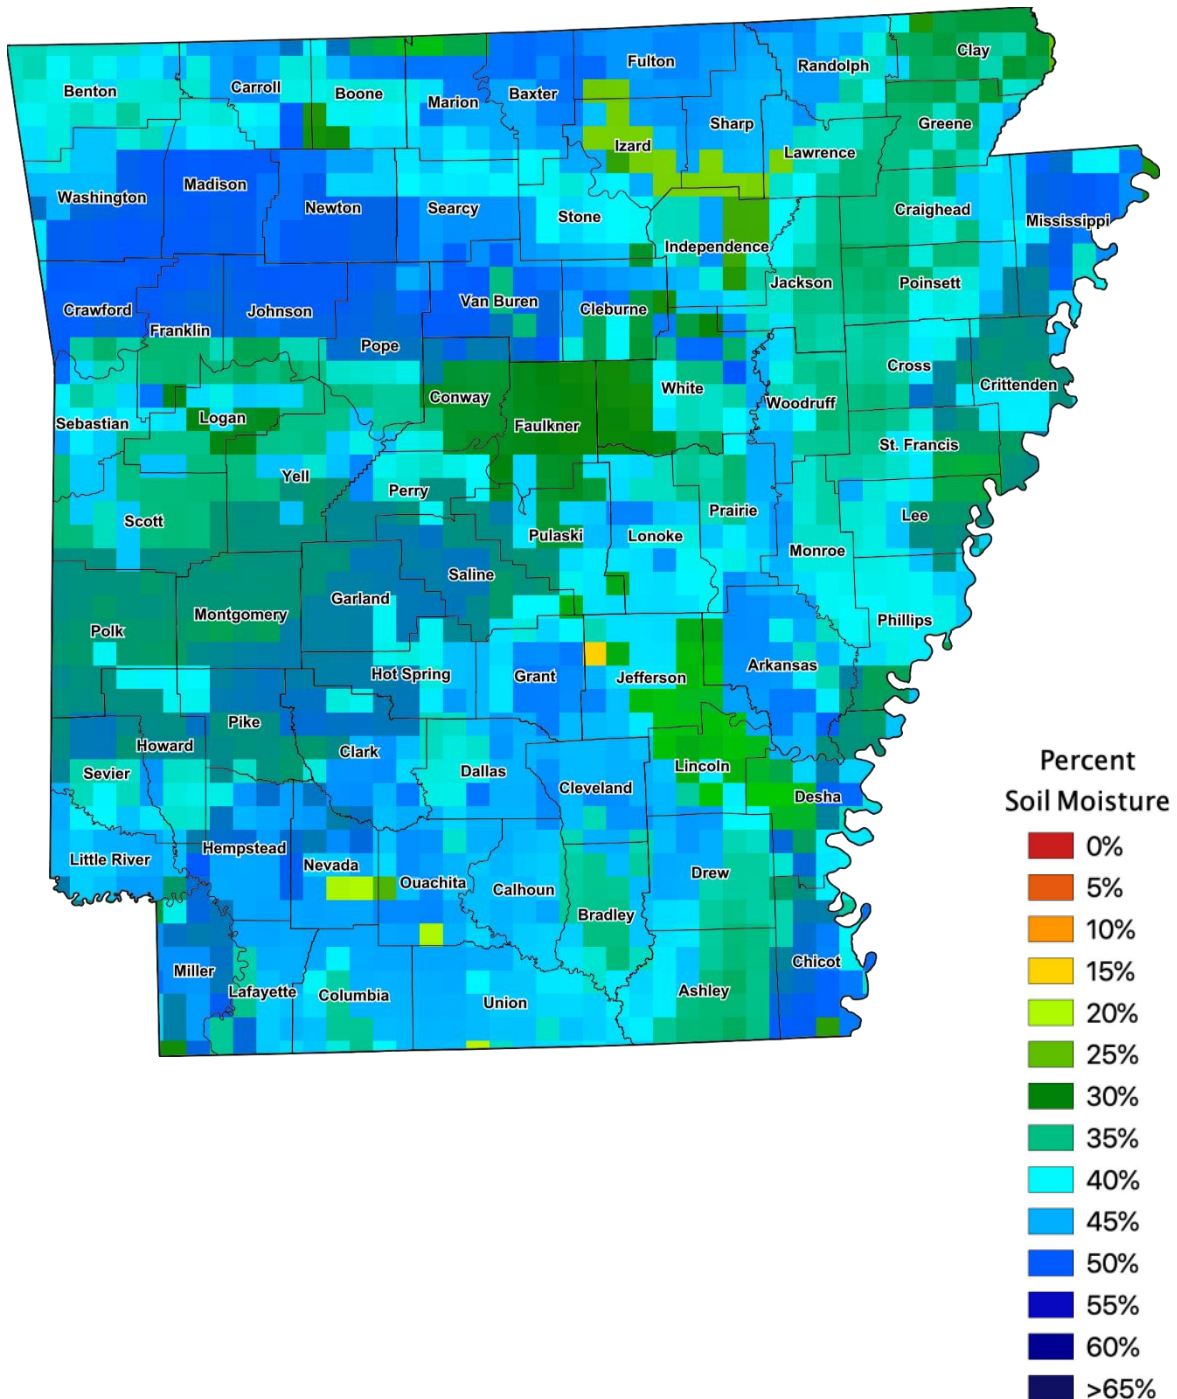 Clay
Fulton
Randolph
Carroll
Benton
Boone
Baxter
Marion
Sharp
Greene
Izard
Lawrence
Madison
Washington
Newton
Searcy
Stone
Craighead
Mississippi
Independence
Jackson
Poinsett
Van Buren
Crawford
Johnson
Cleburne
Franklin
Pope
Cross
Crittenden
White
Conway
Woodruff
Logan
Sebastian
Faulkner
St. Francis
Yell
Perry
Prairie
Lee
Scott
Pulaski
Lonoke
Monroe
Saline
Garland
Montgomery
Phillips
Polk
Arkansas
Hot Spring
Grant
Jefferson
Pike
Howard
Clark
Lincoln
Sevier
Dallas
Cleveland
Desha
Hempstead
Little River
Nevada
Drew
Ouachita
Calhoun
Bradley
Chicot
Miller
Lafayette
Columbia
Ashley
Union
Percent
Soil Moisture
0%
5%
10%
15%
20%
25%
30%
35%
40%
45%
50%
55%
60%
>65%